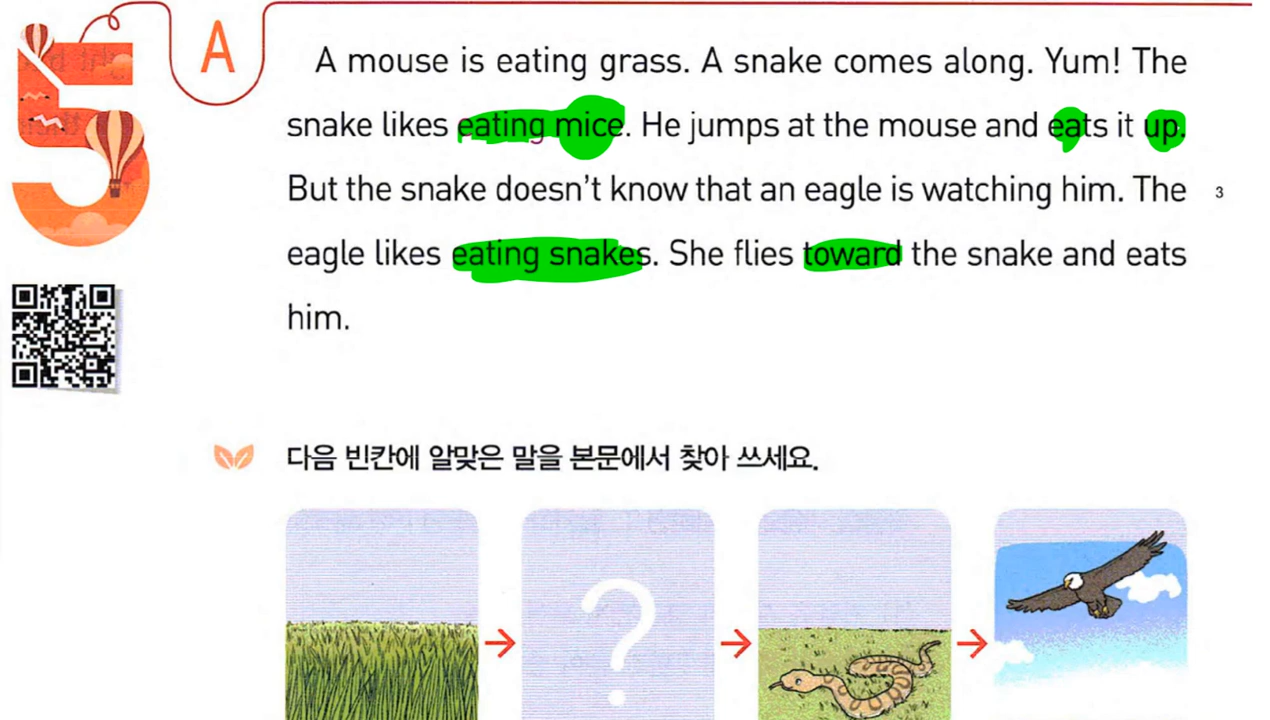 5
A
A mouse is eating grass. A snake comes along. Yum! The
snake likes eating mice. He jumps at the mouse and eats it up.
But the snake doesn't know that an eagle is watching him. The
3
eagle likes eating snakes. She flies toward the snake and eats
him.
다음 빈칸에 알맞은 말을 본문에서 찾아 쓰세요.
?